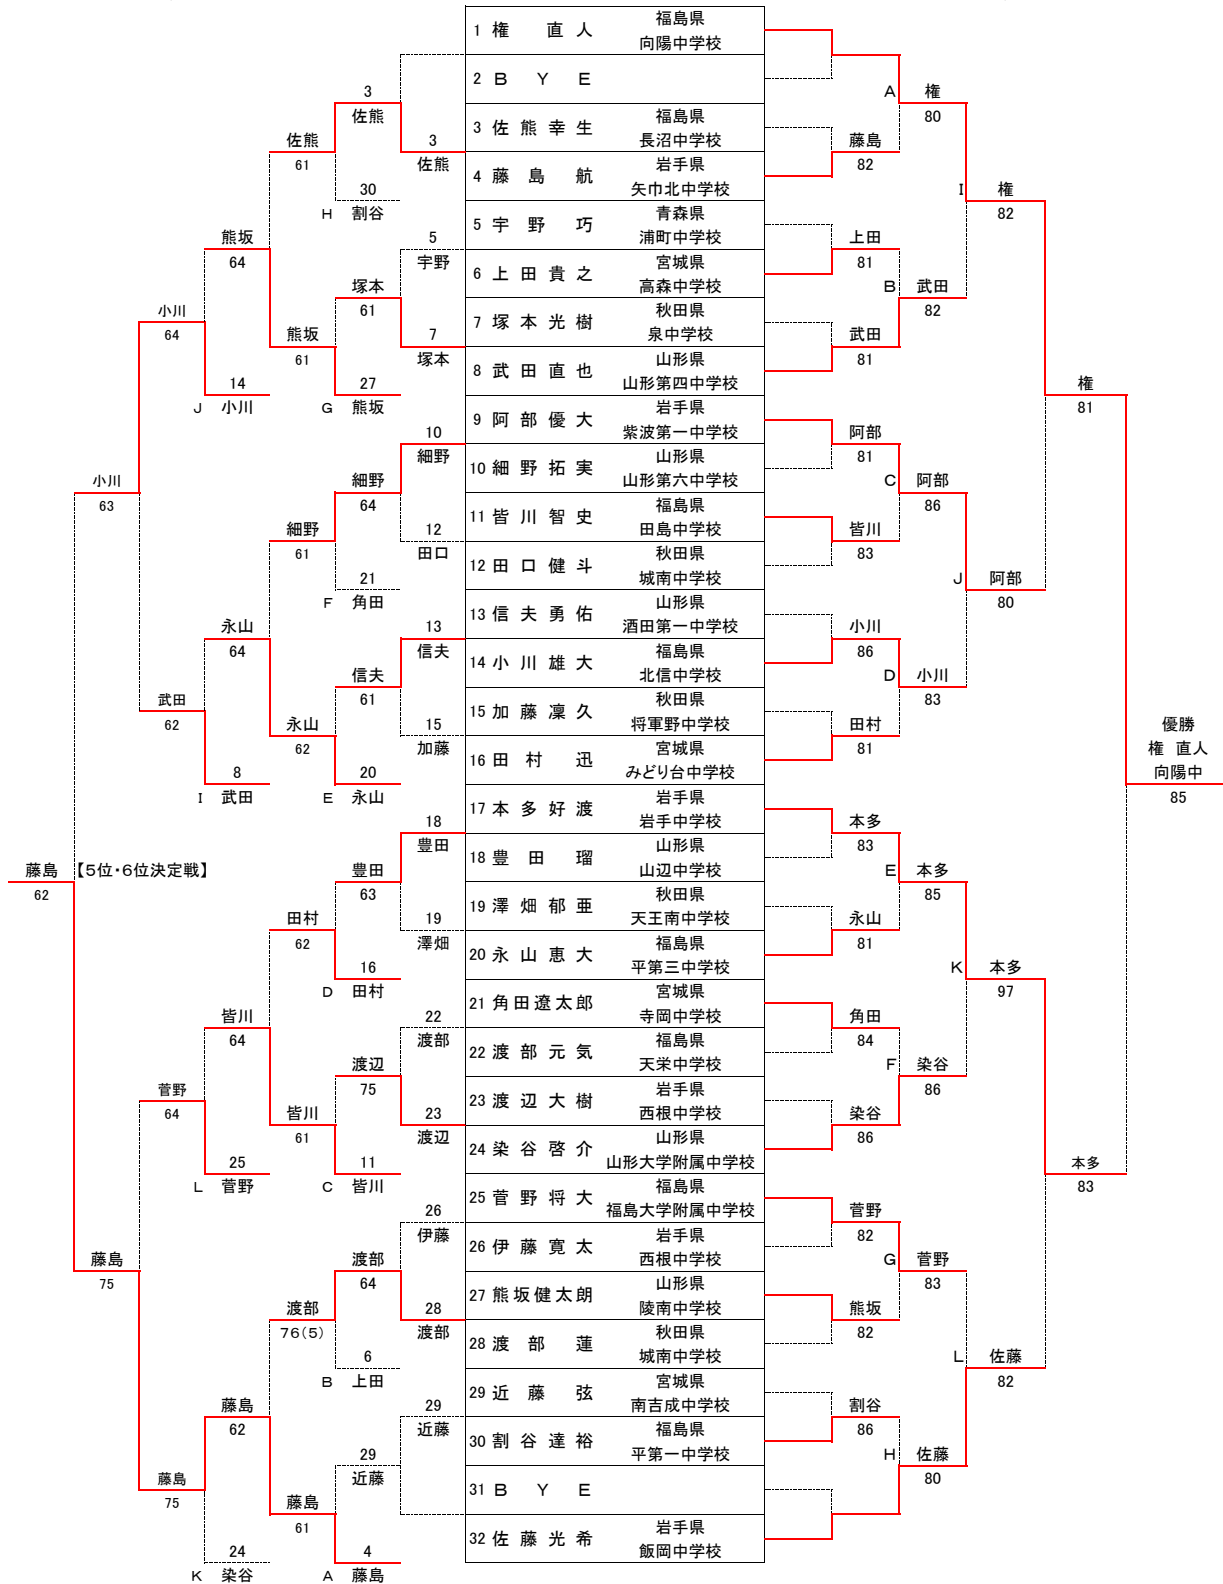 1 権 直人 福島県 向陽中学校
2 BYE
3 佐熊幸生 福島県 長沼中学校
4 藤島 航 岩手県 矢巾北中学校
5 宇野 巧 青森県 浦町中学校
6 上田貴之 宮城県 高森中学校
7 塚本光樹 秋田県 泉中学校
8 武田直也 山形県 山形第四中学校
9 阿部優大 岩手県 紫波第一中学校
10 細野拓実 山形県 山形第六中学校
11 皆川智史 福島県 田島中学校
12 田口健斗 秋田県 城南中学校
13 信夫勇佑 山形県 酒田第一中学校
14 小川雄大 福島県 北信中学校
15 加藤凜久 秋田県 将軍野中学校
16 田村 迅 宮城県 みどり台中学校
17 本多好渡 岩手県 岩手中学校
18 豊田 瑠 山形県 山辺中学校
19 澤畑郁亜 秋田県 天王南中学校
20 永山恵大 福島県 平第三中学校
21 角田遼太郎 宮城県 寺岡中学校
22 渡部元気 福島県 天栄中学校
23 渡辺大樹 岩手県 西根中学校
24 染谷啓介 山形県 山形大学附属中学校
25 菅野将大 福島県 福島大学附属中学校
26 伊藤寛太 岩手県 西根中学校
27 熊坂健太朗 山形県 陵南中学校
28 渡部 蓮 秋田県 城南中学校
29 近藤 弦 宮城県 南吉成中学校
30 割谷達裕 福島県 平第一中学校
31 BYE
32 佐藤光希 岩手県 飯岡中学校
藤島
82
上田
81
武田
81
阿部
81
皆川
83
小川
86
田村
81
本多
83
永山
81
角田
84
染谷
86
菅野
82
熊坂
82
割谷
86
A 権
80
B 武田
82
C 阿部
86
D 小川
83
E 本多
85
F 染谷
86
G 菅野
83
H 佐藤
80
I 権
82
J 阿部
80
K 本多
97
L 佐藤
82
権
81
本多
83
優勝
権 直人
向陽中
85
3
佐熊
5
宇野
7
塚本
10
細野
12
田口
13
信夫
15
加藤
18
豊田
19
澤畑
22
渡部
23
渡辺
26
伊藤
28
渡部
29
近藤
3
佐熊
30
H 割谷
塚本
61
27
G 熊坂
細野
64
21
F 角田
信夫
61
20
E 永山
豊田
63
16
D 田村
渡辺
75
11
C 皆川
渡部
64
6
B 上田
29
近藤
4
A 藤島
佐熊
61
熊坂
61
細野
61
永山
62
田村
62
皆川
61
渡部
76(5)
藤島
61
熊坂
64
14
J 小川
永山
64
8
I 武田
皆川
64
25
L 菅野
藤島
62
24
K 染谷
小川
64
武田
62
菅野
64
藤島
75
小川
63
藤島
75
藤島
62
【5位・6位決定戦】